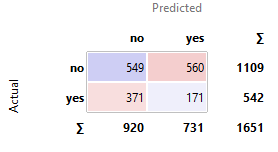 Predicted
no yes Σ
no 549 560 1109
Actual
yes 371 171 542
Σ 920 731 1651